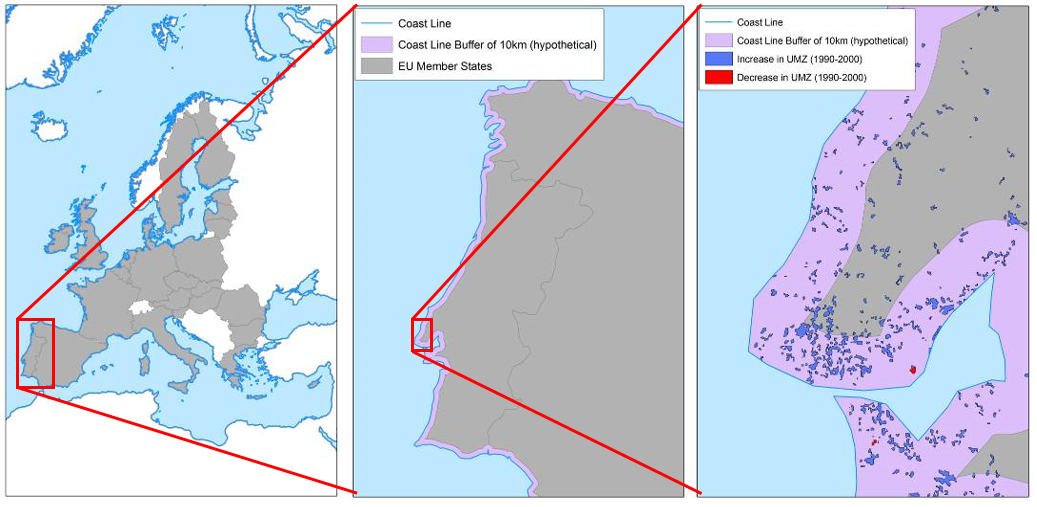 Coast Line
Coast Line Buffer of 10km (hypothetical)
EU Member States
Coast Line
Coast Line Buffer of 10km (hypothetical)
Increase in UMZ (1990-2000)
Decrease in UMZ (1990-2000)